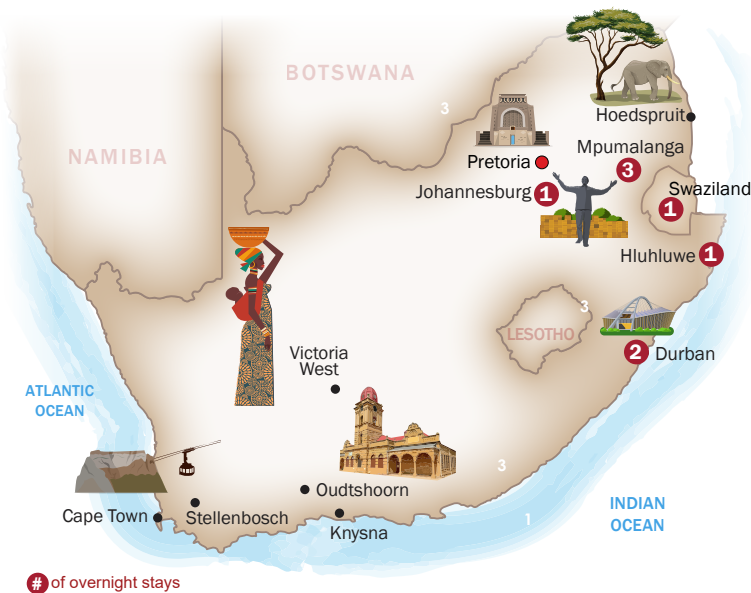 BOTSWANA
3
NAMIBIA
Hoedspruit
Mpumalanga
3
Pretoria
Johannesburg 1
Swaziland
1
Hluhluwe 1
3
LESOTHO
2 Durban
Victoria
West
ATLANTIC
OCEAN
3
Oudtshoorn
INDIAN
OCEAN
Cape Town
Stellenbosch
1
Knysna
# of overnight stays